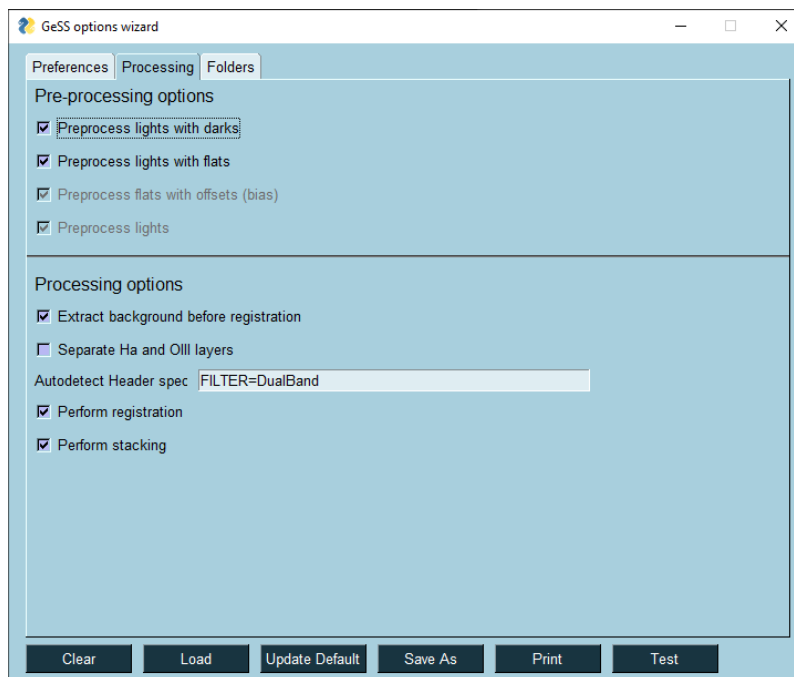 GeSS options wizard
Preferences Processing Folders
Pre-processing options
Preprocess lights with darks
Preprocess lights with flats
Preprocess flats with offsets (bias)
Preprocess lights
Processing options
Extract background before registration
Separate Ha and OIII layers
Autodetect Header spec FILTER=DualBand
Perform registration
Perform stacking
Clear Load Update Default Save As Print Test